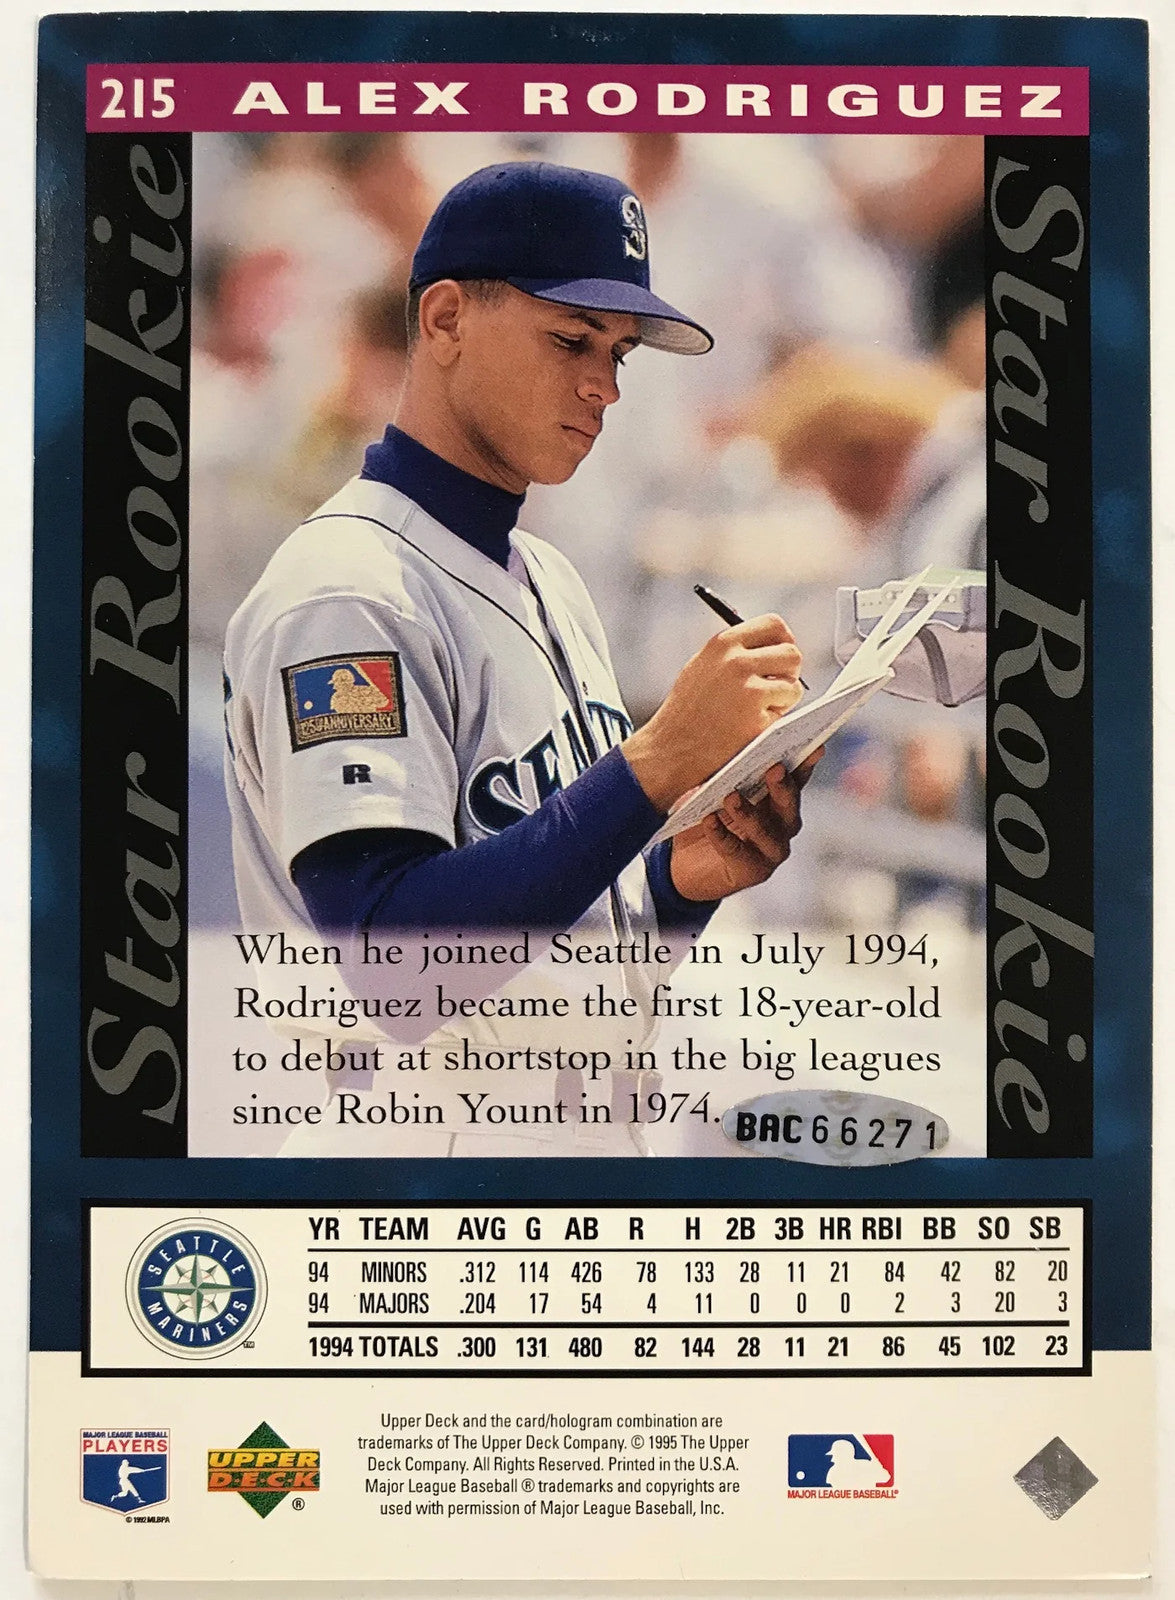 215 ALEX RODRIGUEZ
Star Rookie
Star Rookie
S
125TH ANNIVERSARY
R
SEATT
When he joined Seattle in July 1994,
Rodriguez became the first 18-year-old
to debut at shortstop in the big leagues
since Robin Yount in 1974.
BAC66271
SEATTLE
MARINERS
TM
YR TEAM AVG G AB R H 2B 3B HR RBI BB SO SB
94 MINORS .312 114 426 78 133 28 11 21 84 42 82 20
94 MAJORS .204 17 54 4 11 0 0 0 2 3 20 3
1994 TOTALS .300 131 480 82 144 28 11 21 86 45 102 23
MAJOR LEAGUE BASEBALL
PLAYERS
© 1992 MLBPA
UPPER
DECK
®
Upper Deck and the card/hologram combination are
trademarks of The Upper Deck Company. © 1995 The Upper
Deck Company. All Rights Reserved. Printed in the U.S.A.
Major League Baseball ® trademarks and copyrights are
used with permission of Major League Baseball, Inc.
MAJOR LEAGUE BASEBALL®